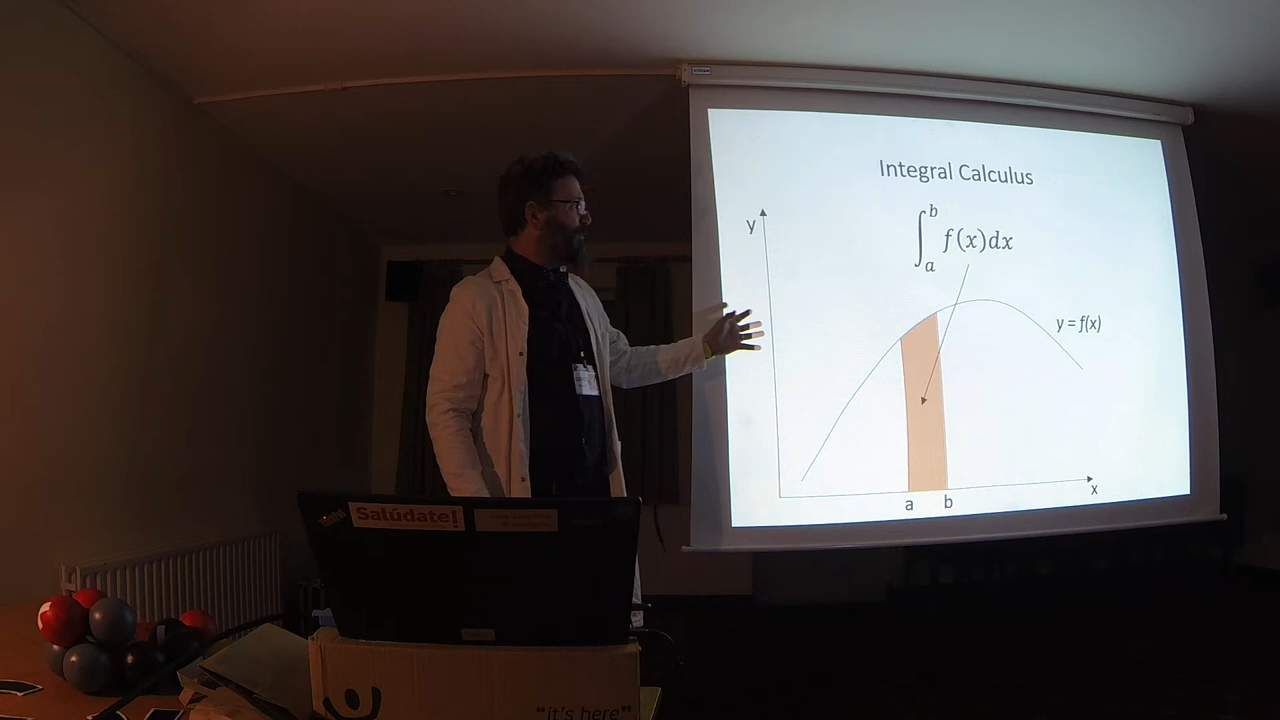 Integral Calculus
y
∫ₐᵇ f(x)dx
y = f(x)
a b
x
Salúdate!
"it's here"